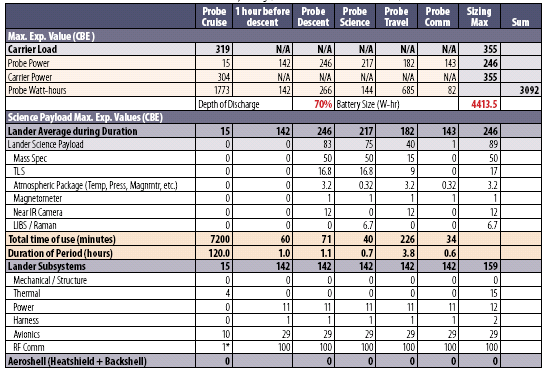 Probe Cruise 1 hour before descent Probe Descent Probe Science Probe Travel Probe Comm Sizing Max Sum
Max. Exp. Value (CBE )
Carrier Load 319 N/A N/A N/A N/A N/A 355
Probe Power 15 142 246 217 182 143 246
Carrier Power 304 N/A N/A N/A N/A N/A 355
Probe Watt-hours 1773 142 266 144 685 82 3092
Depth of Discharge 70% Battery Size (W-hr) 4413.5
Science Payload Max. Exp. Values (CBE)
Lander Average during Duration 15 142 246 217 182 143 246
Lander Science Payload 0 0 83 75 40 1 89
Mass Spec 0 0 50 50 15 0 50
TLS 0 0 16.8 16.8 9 0 17
Atmospheric Package (Temp, Press, Magnmtr, etc.) 0 0 3.2 0.32 3.2 0.32 3.2
Magnetometer 0 0 1 1 1 1 1
Near IR Camera 0 0 12 0 12 0 12
LIBS / Raman 0 0 0 6.7 0 0 6.7
Total time of use (minutes) 7200 60 71 40 226 34
Duration of Period (hours) 120.0 1.0 1.1 0.7 3.8 0.6
Lander Subsystems 15 142 142 142 142 142 159
Mechanical / Structure 0 0 0 0 0 0 0
Thermal 4 0 0 0 0 0 15
Power 0 11 11 11 11 11 12
Harness 0 1 1 1 1 1 2
Avionics 10 29 29 29 29 29 29
RF Comm 1* 100 100 100 100 100 100
Aeroshell (Heatshield + Backshell) 0 0 0 0 0 0 0